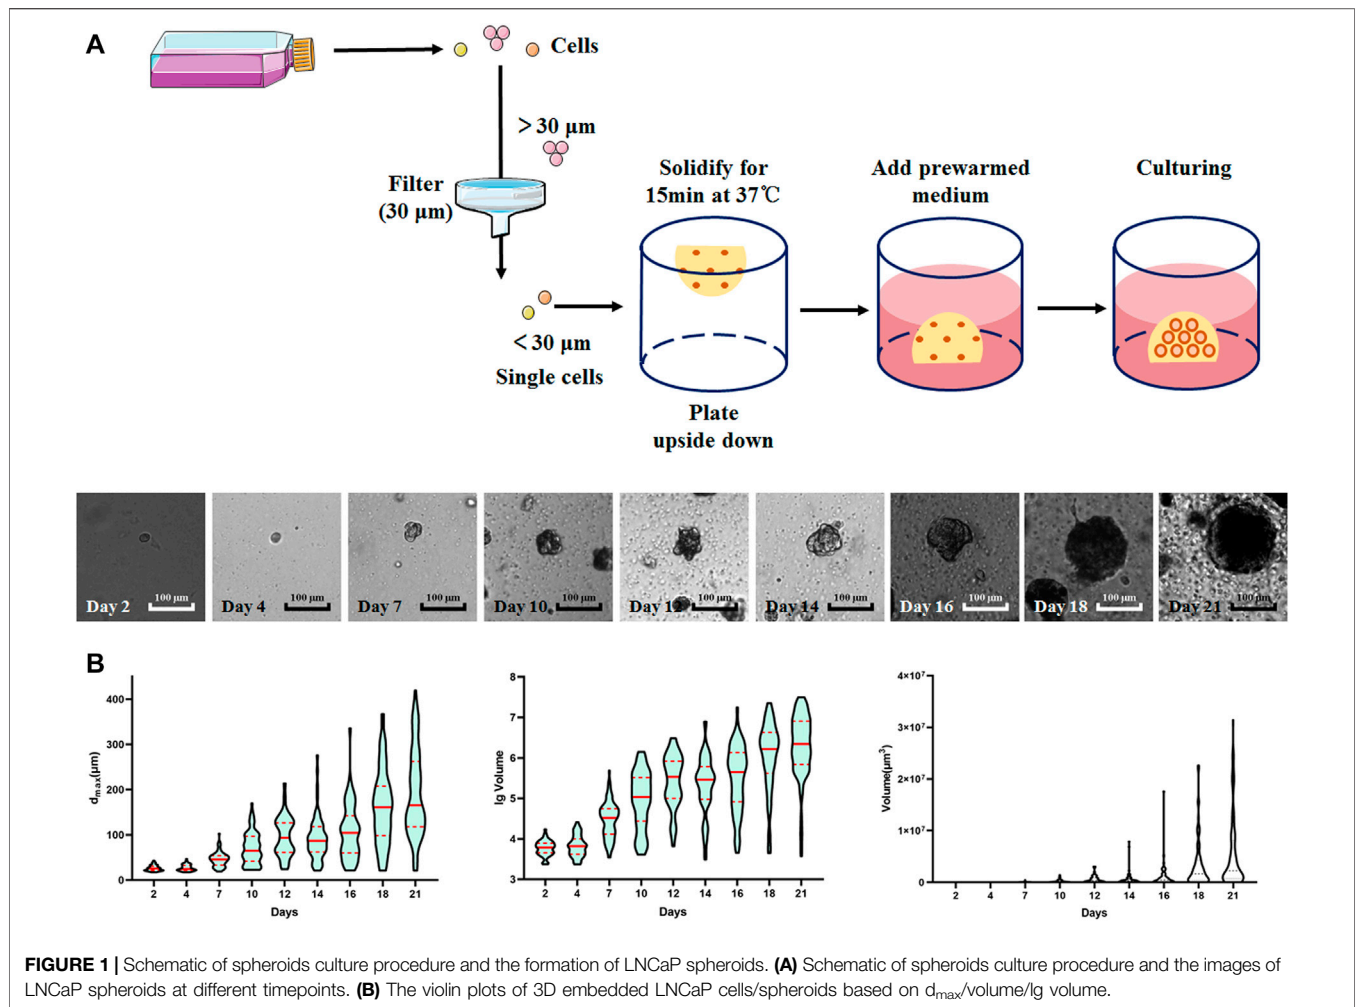 A
Cells
> 30 μm
Filter
(30 μm)
< 30 μm
Single cells
Solidify for
15min at 37℃
Plate
upside down
Add prewarmed
medium
Culturing
Day 2 100 μm
Day 4 100 μm
Day 7 100 μm
Day 10 100 μm
Day 12 100 μm
Day 14 100 μm
Day 16 100 μm
Day 18 100 μm
Day 21 100 μm
B
dmax(μm)
400
300
200
100
0
2 4 7 10 12 14 16 18 21
Days
lg Volume
8
7
6
5
4
3
2 4 7 10 12 14 16 18 21
Days
Volume(μm³)
4×10⁷
3×10⁷
2×10⁷
1×10⁷
0
2 4 7 10 12 14 16 18 21
Days
FIGURE 1 | Schematic of spheroids culture procedure and the formation of LNCaP spheroids. (A) Schematic of spheroids culture procedure and the images of
LNCaP spheroids at different timepoints. (B) The violin plots of 3D embedded LNCaP cells/spheroids based on dmax/volume/lg volume.